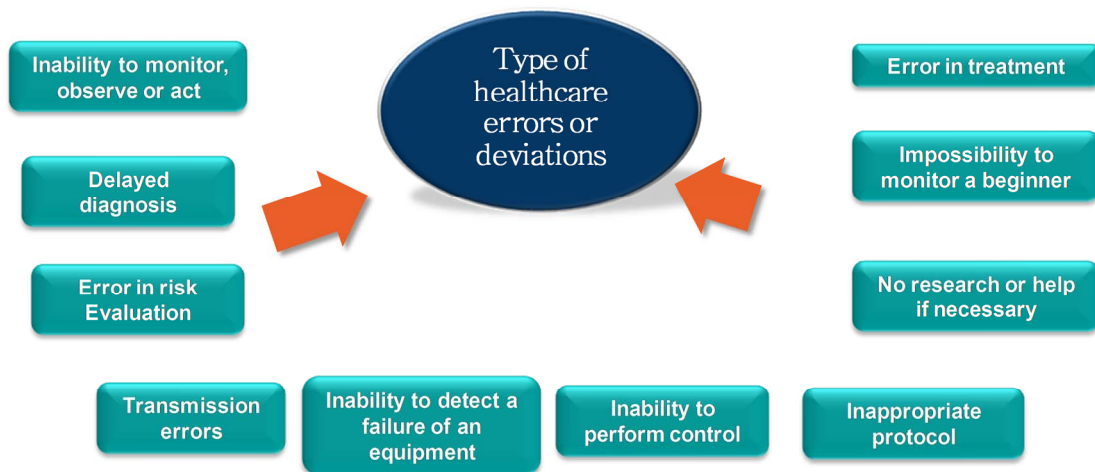 Type of
healthcare
errors or
deviations
Inability to monitor,
observe or act
Delayed
diagnosis
Error in risk
Evaluation
Error in treatment
Impossibility to
monitor a beginner
No research or help
if necessary
Transmission
errors
Inability to detect a
failure of an
equipment
Inability to
perform control
Inappropriate
protocol